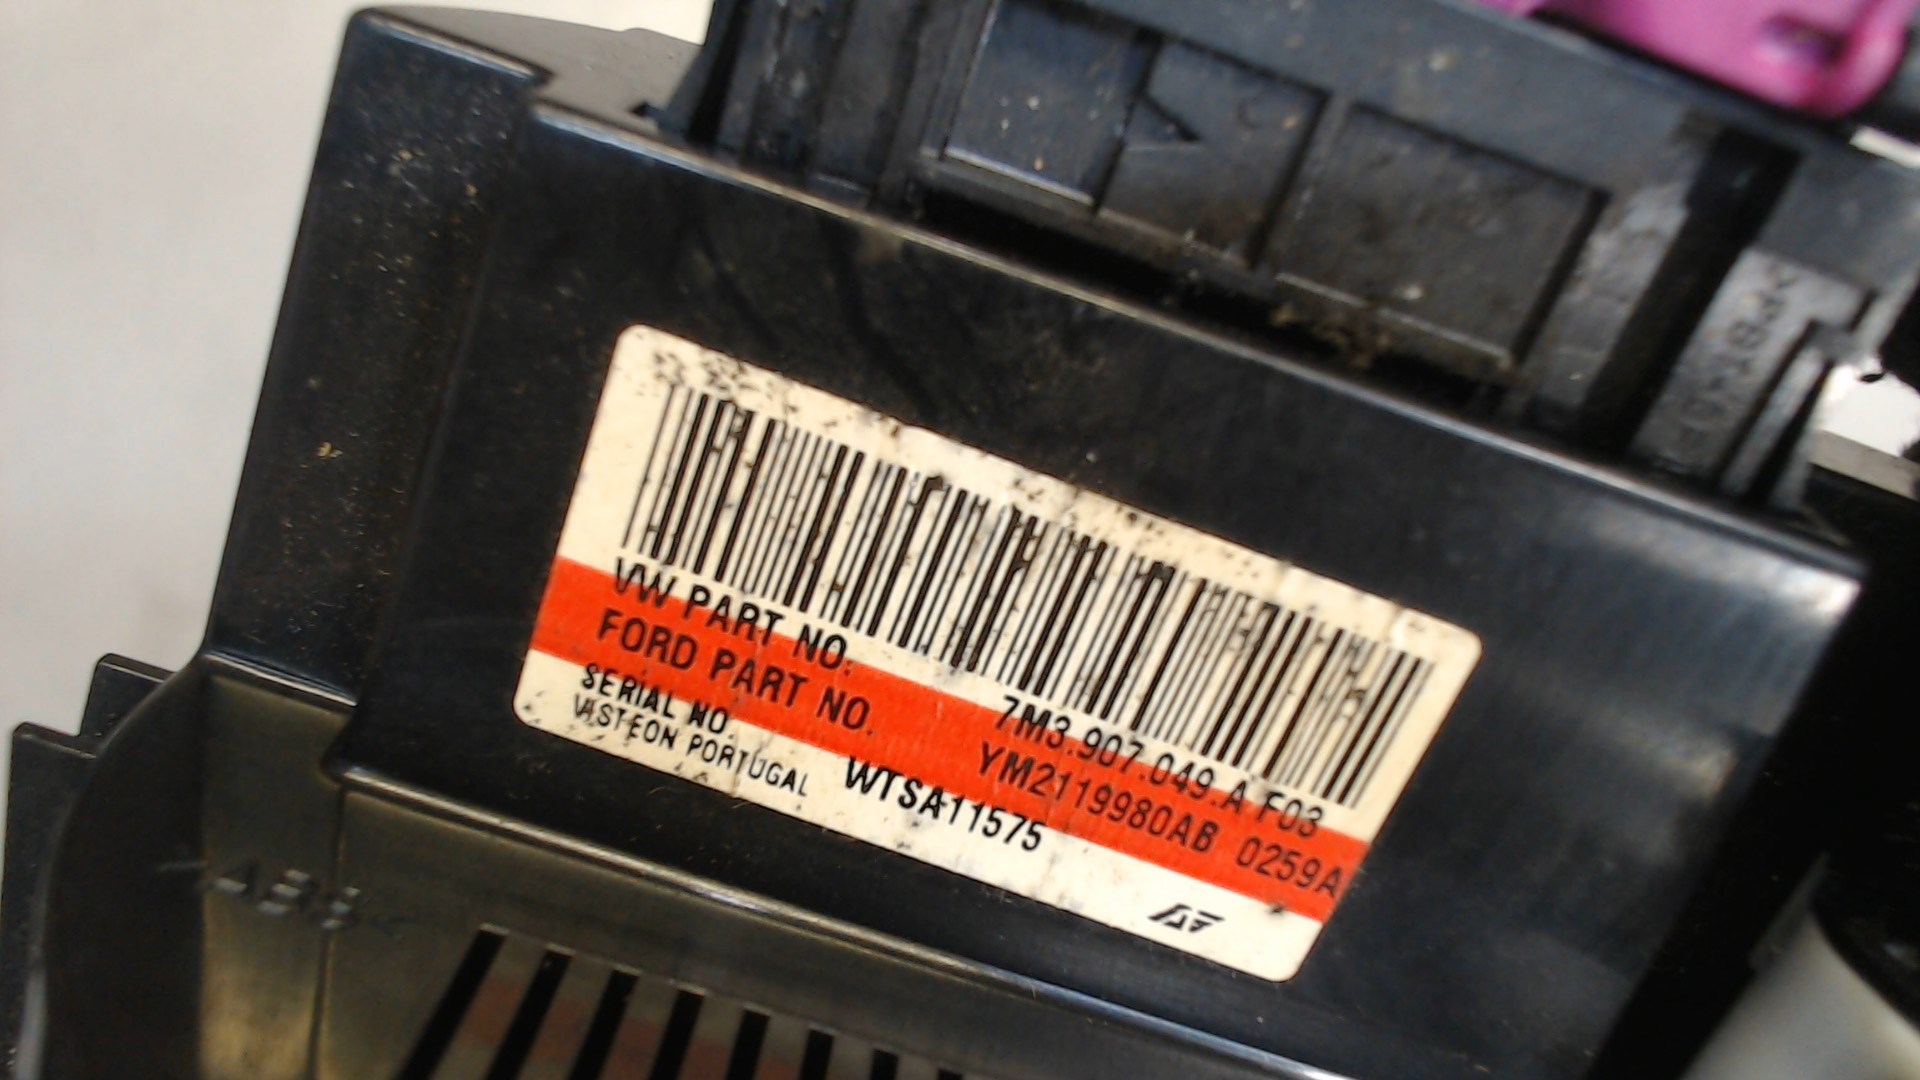 VW PART NO. 7M3.907.049.A F03
FORD PART NO. YM2119980AB 0259A
SERIAL NO. WTSA11575
VISTEON PORTUGAL